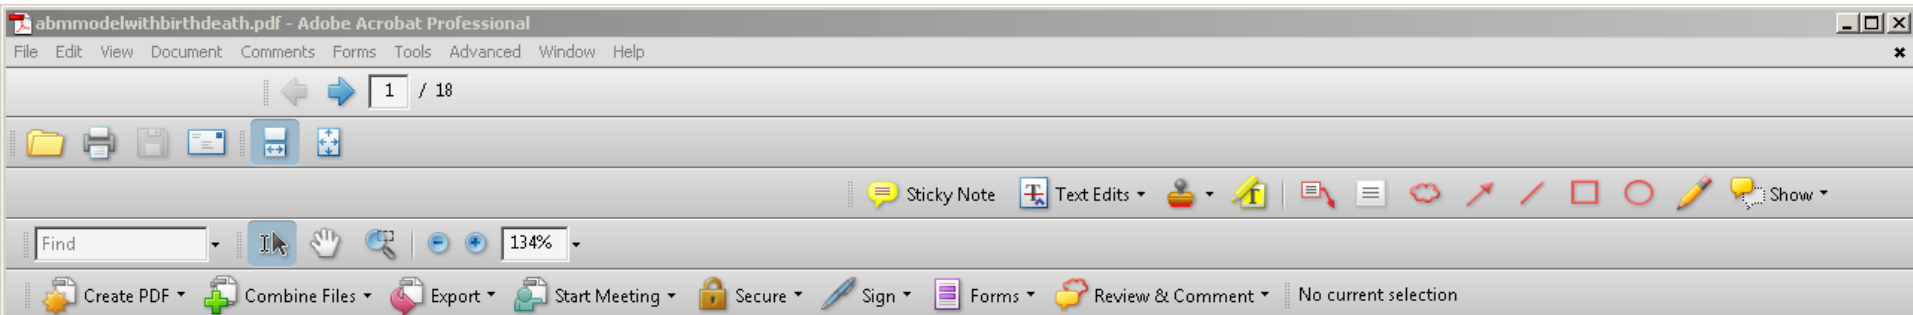 abmmodelwithbirthdeath.pdf - Adobe Acrobat Professional
File Edit View Document Comments Forms Tools Advanced Window Help
1 / 18
Sticky Note Text Edits Show
Find 134%
Create PDF Combine Files Export Start Meeting Secure Sign Forms Review & Comment No current selection